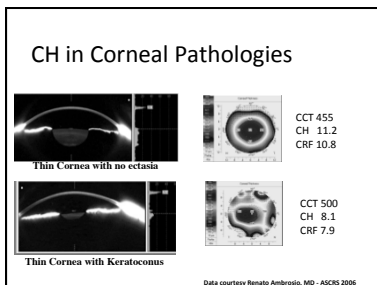 CH in Corneal Pathologies
CCT 455
CH 11.2
CRF 10.8
Thin Cornea with no ectasia
CCT 500
CH 8.1
CRF 7.9
Thin Cornea with Keratoconus
Data courtesy Renato Ambrosio, MD - ASCRS 2006